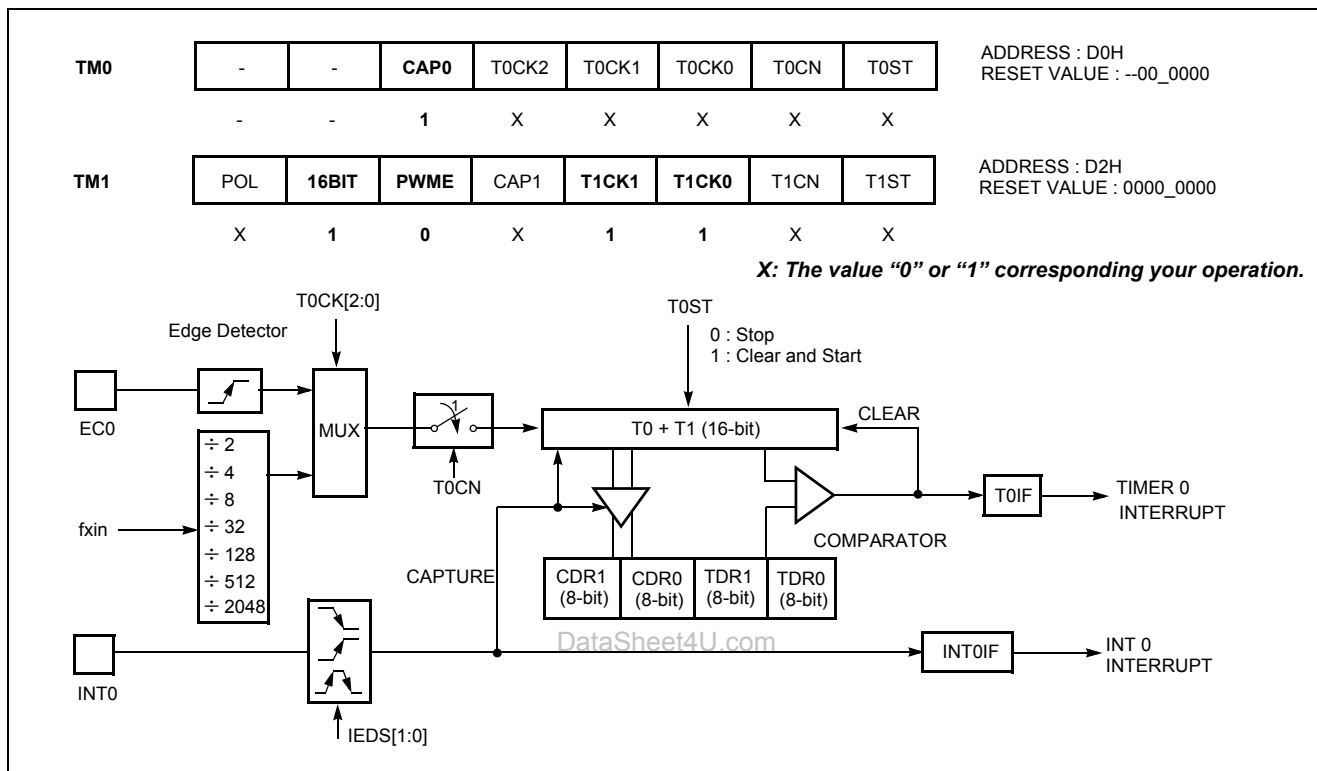 TM0 - - CAP0 T0CK2 T0CK1 T0CK0 T0CN T0ST
ADDRESS : D0H
RESET VALUE : --00_0000
- - 1 X X X X X
TM1 POL 16BIT PWME CAP1 T1CK1 T1CK0 T1CN T1ST
ADDRESS : D2H
RESET VALUE : 0000_0000
X 1 0 X 1 1 X X
X: The value “0” or “1” corresponding your operation.
T0CK[2:0]
Edge Detector
T0ST
0 : Stop
1 : Clear and Start
EC0
MUX
1
T0CN
T0 + T1 (16-bit)
CLEAR
fxin
÷ 2
÷ 4
÷ 8
÷ 32
÷ 128
÷ 512
÷ 2048
T0IF
TIMER 0
INTERRUPT
COMPARATOR
CAPTURE
CDR1 CDR0 TDR1 TDR0
(8-bit) (8-bit) (8-bit) (8-bit)
DataSheet4U.com
INT0
INT0IF
INT 0
INTERRUPT
IEDS[1:0]